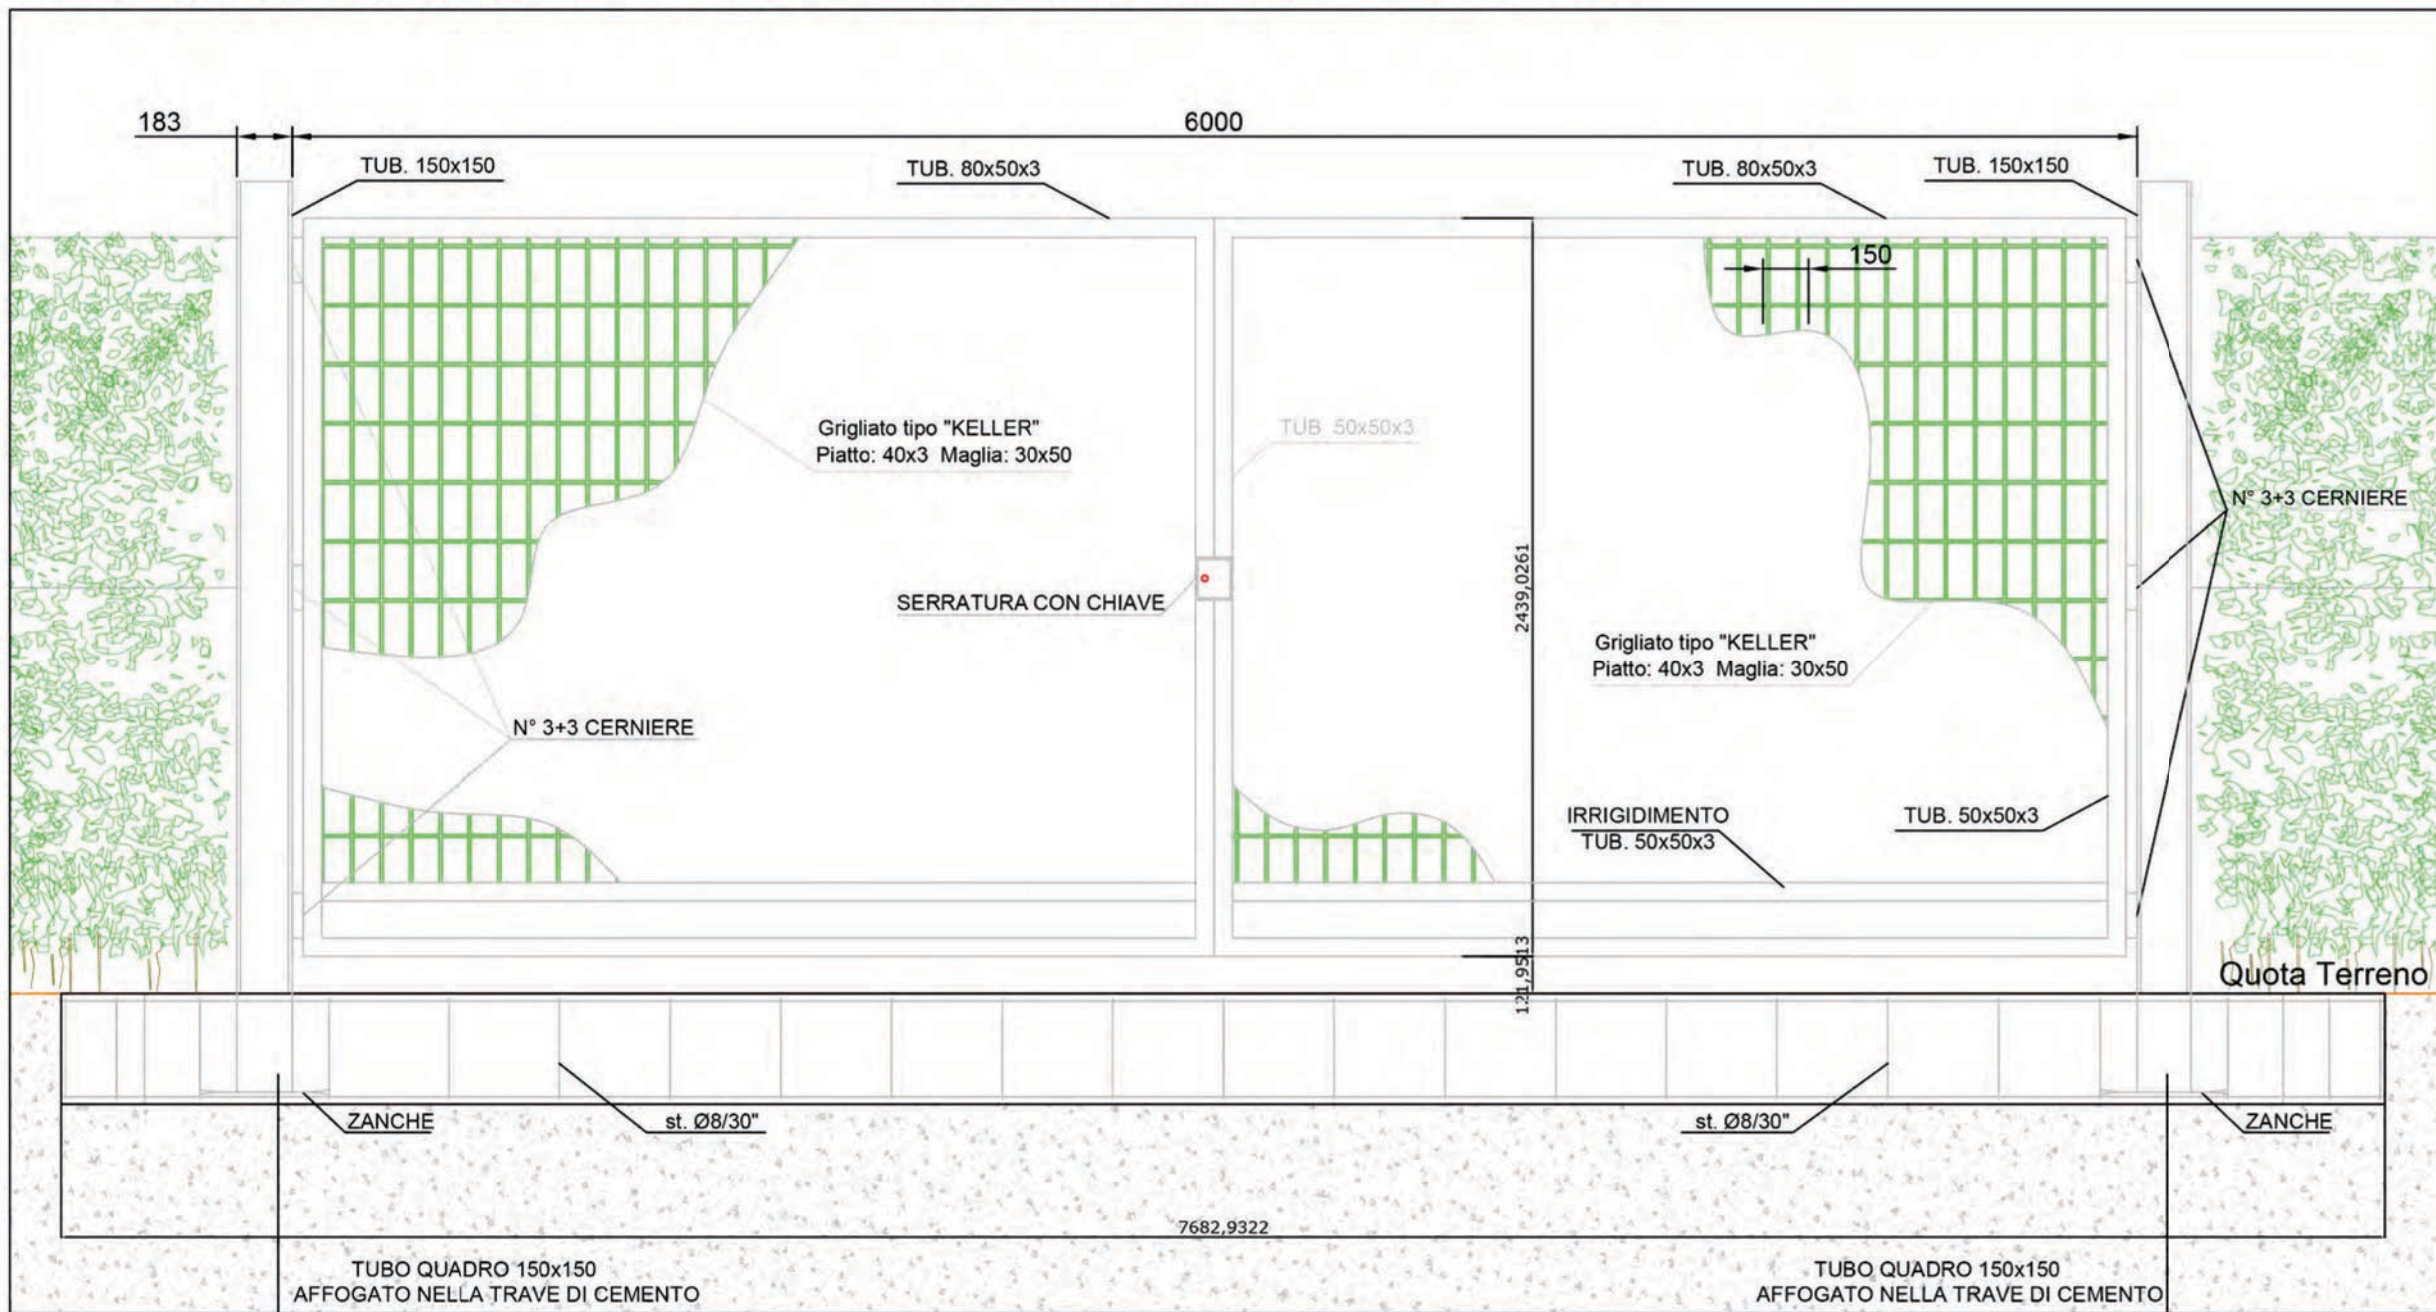 183
6000
TUB. 150x150
TUB. 80x50x3
TUB. 80x50x3
TUB. 150x150
150
Grigliato tipo "KELLER"
Piatto: 40x3 Maglia: 30x50
TUB 50x50x3
N° 3+3 CERNIERE
2439,0261
SERRATURA CON CHIAVE
Grigliato tipo "KELLER"
Piatto: 40x3 Maglia: 30x50
N° 3+3 CERNIERE
IRRIGIDIMENTO
TUB. 50x50x3
TUB. 50x50x3
121,9513
Quota Terreno
ZANCHE
st. Ø8/30"
st. Ø8/30"
ZANCHE
7682,9322
TUBO QUADRO 150x150
AFFOGATO NELLA TRAVE DI CEMENTO
TUBO QUADRO 150x150
AFFOGATO NELLA TRAVE DI CEMENTO